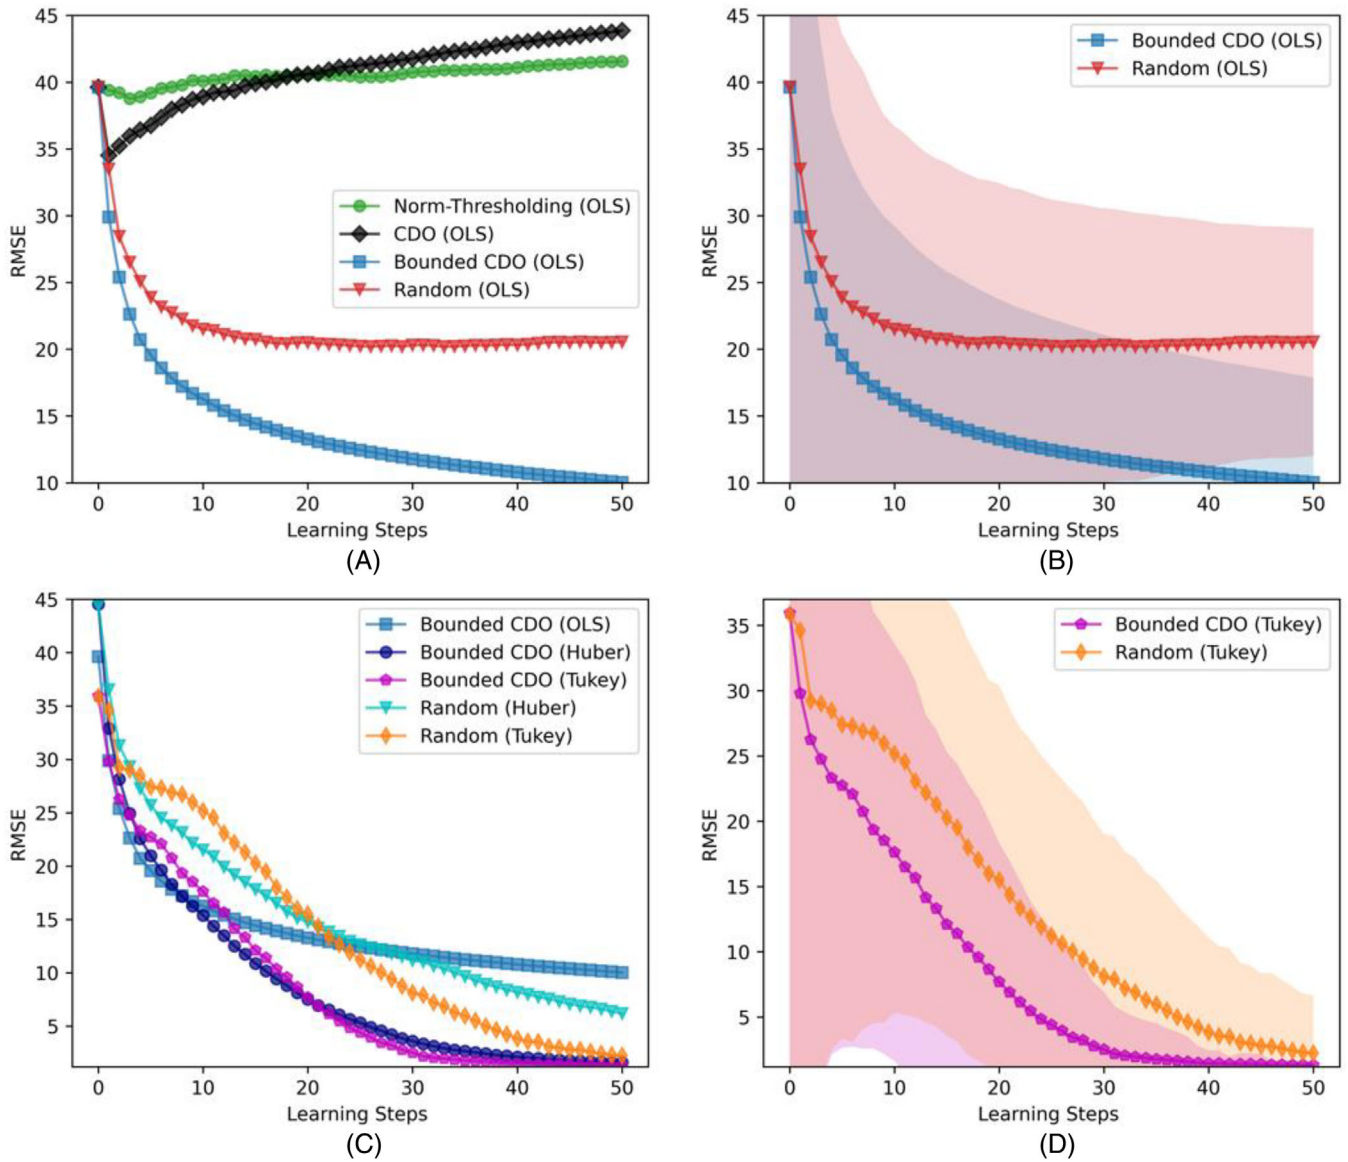 45
40
35
30
25
20
15
10
RMSE
Norm-Thresholding (OLS)
CDO (OLS)
Bounded CDO (OLS)
Random (OLS)
0 10 20 30 40 50
Learning Steps
(A)
45
40
35
30
25
20
15
10
RMSE
Bounded CDO (OLS)
Random (OLS)
0 10 20 30 40 50
Learning Steps
(B)
45
40
35
30
25
20
15
10
5
RMSE
Bounded CDO (OLS)
Bounded CDO (Huber)
Bounded CDO (Tukey)
Random (Huber)
Random (Tukey)
0 10 20 30 40 50
Learning Steps
(C)
35
30
25
20
15
10
5
RMSE
Bounded CDO (Tukey)
Random (Tukey)
0 10 20 30 40 50
Learning Steps
(D)